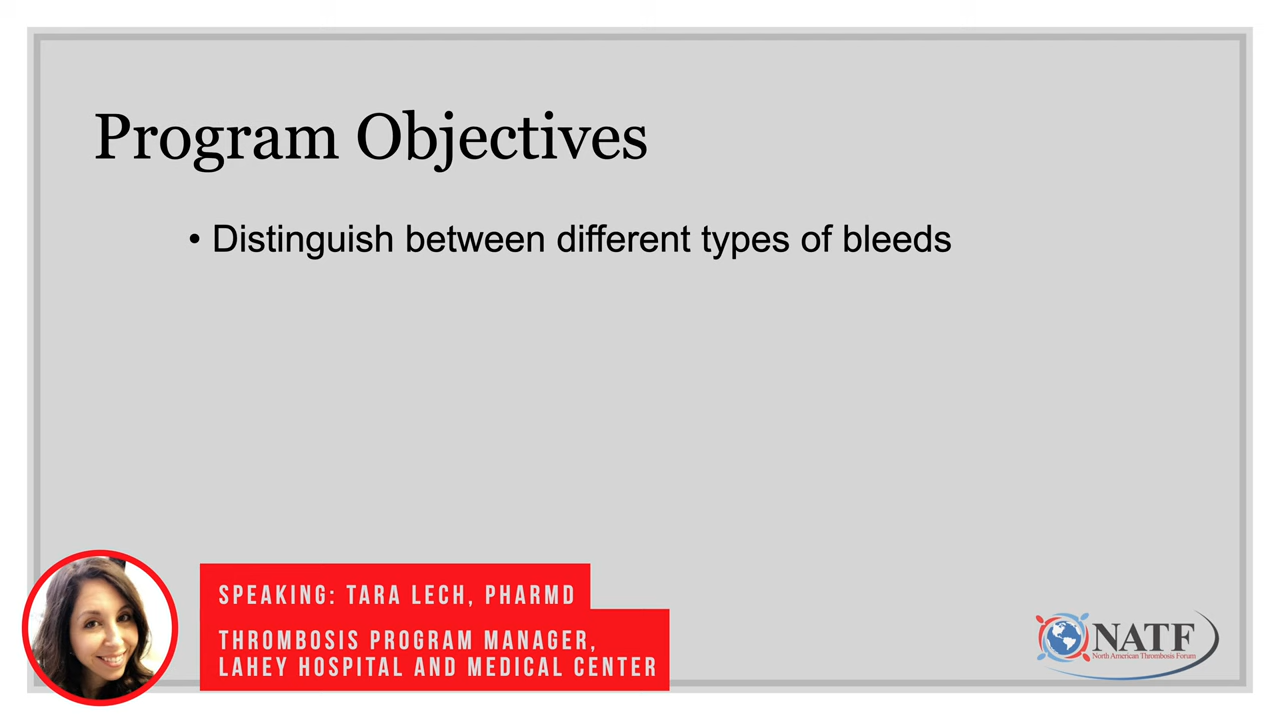 Program Objectives
• Distinguish between different types of bleeds
SPEAKING: TARA LECH, PHARMD
THROMBOSIS PROGRAM MANAGER,
LAHEY HOSPITAL AND MEDICAL CENTER
NATF
North American Thrombosis Forum